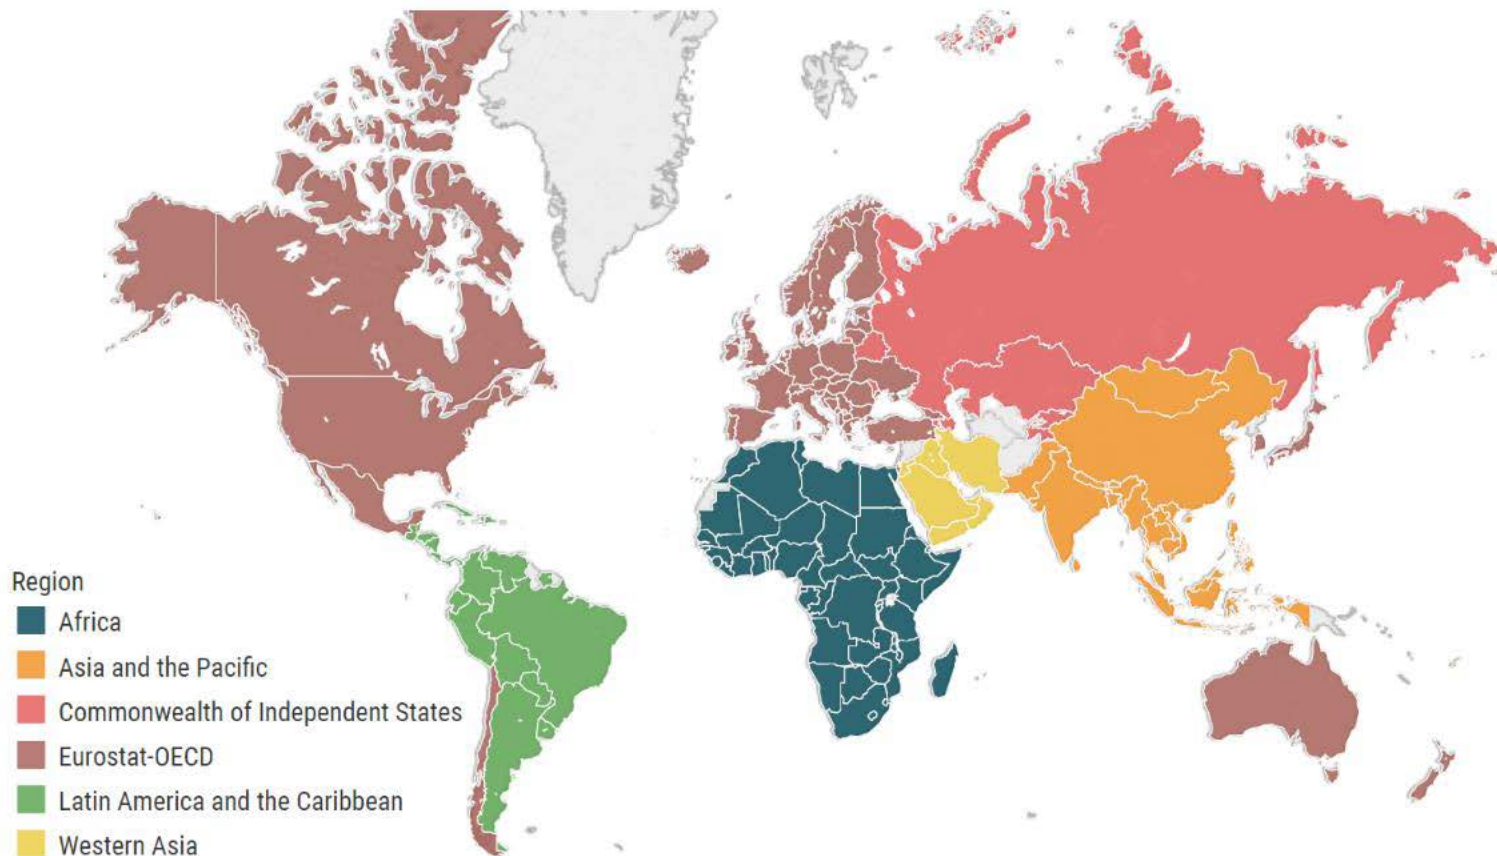 Region
Africa
Asia and the Pacific
Commonwealth of Independent States
Eurostat-OECD
Latin America and the Caribbean
Western Asia